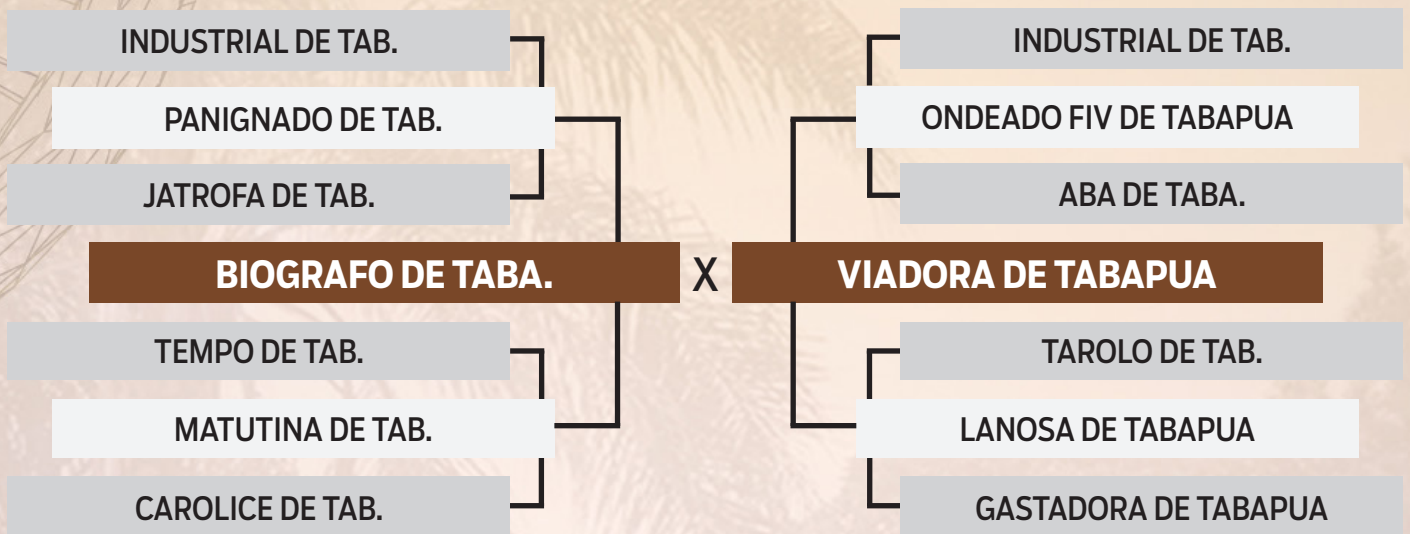 INDUSTRIAL DE TAB.
INDUSTRIAL DE TAB.
PANIGNADO DE TAB.
ONDEADO FIV DE TABAPUA
JATROFA DE TAB.
ABA DE TABA.
BIOGRAFO DE TABA. X VIADORA DE TABAPUA
TEMPO DE TAB.
TAROLO DE TAB.
MATUTINA DE TAB.
LANOSA DE TABAPUA
CAROLICE DE TAB.
GASTADORA DE TABAPUA